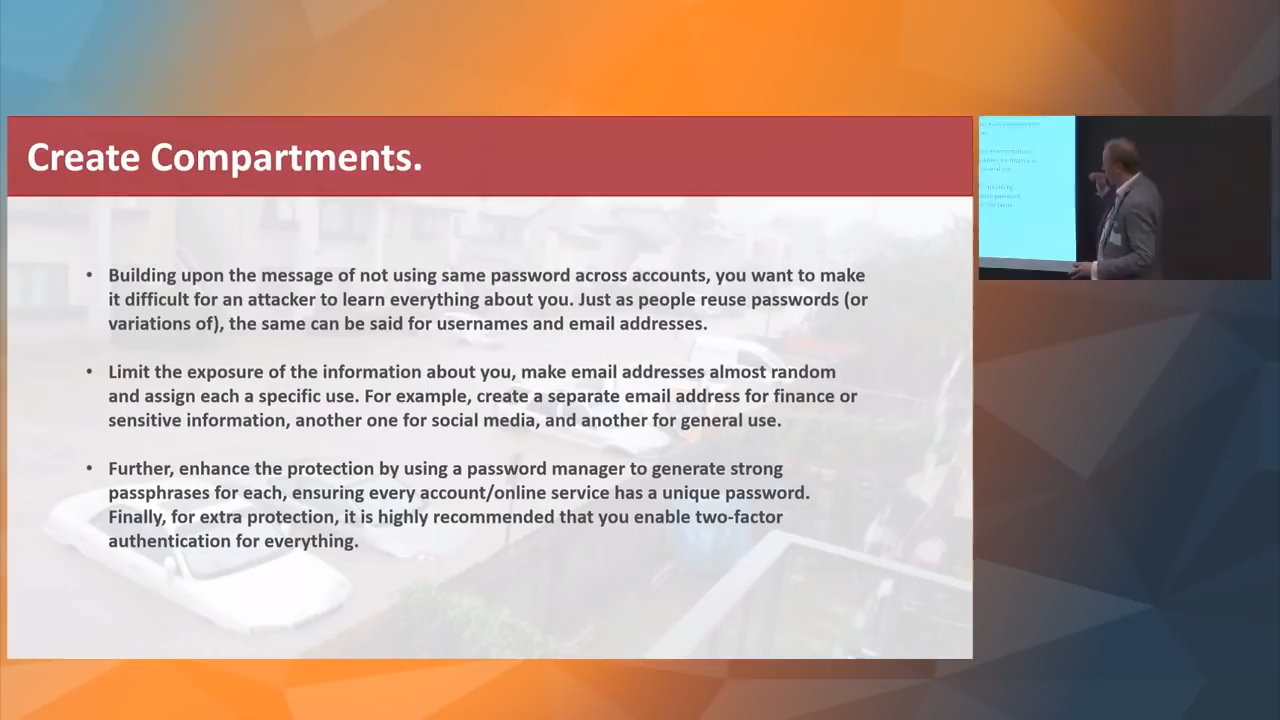 Create Compartments.
• Building upon the message of not using same password across accounts, you want to make
it difficult for an attacker to learn everything about you. Just as people reuse passwords (or
variations of), the same can be said for usernames and email addresses.
• Limit the exposure of the information about you, make email addresses almost random
and assign each a specific use. For example, create a separate email address for finance or
sensitive information, another one for social media, and another for general use.
• Further, enhance the protection by using a password manager to generate strong
passphrases for each, ensuring every account/online service has a unique password.
Finally, for extra protection, it is highly recommended that you enable two-factor
authentication for everything.